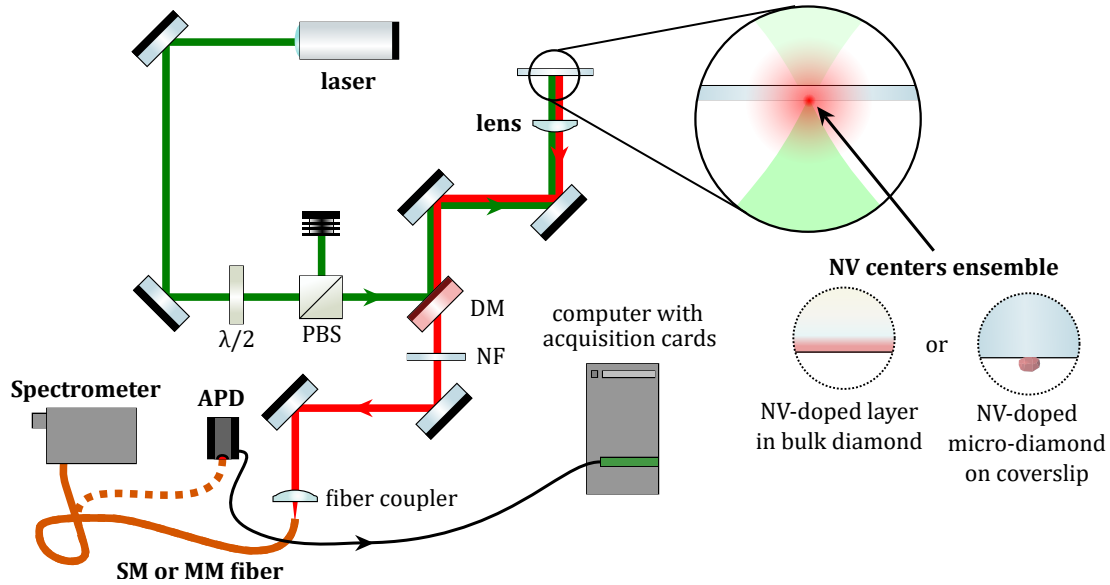 laser
lens
NV centers ensemble
λ/2
PBS
DM
NF
computer with
acquisition cards
or
NV-doped layer
in bulk diamond
NV-doped
micro-diamond
on coverslip
Spectrometer
APD
fiber coupler
SM or MM fiber